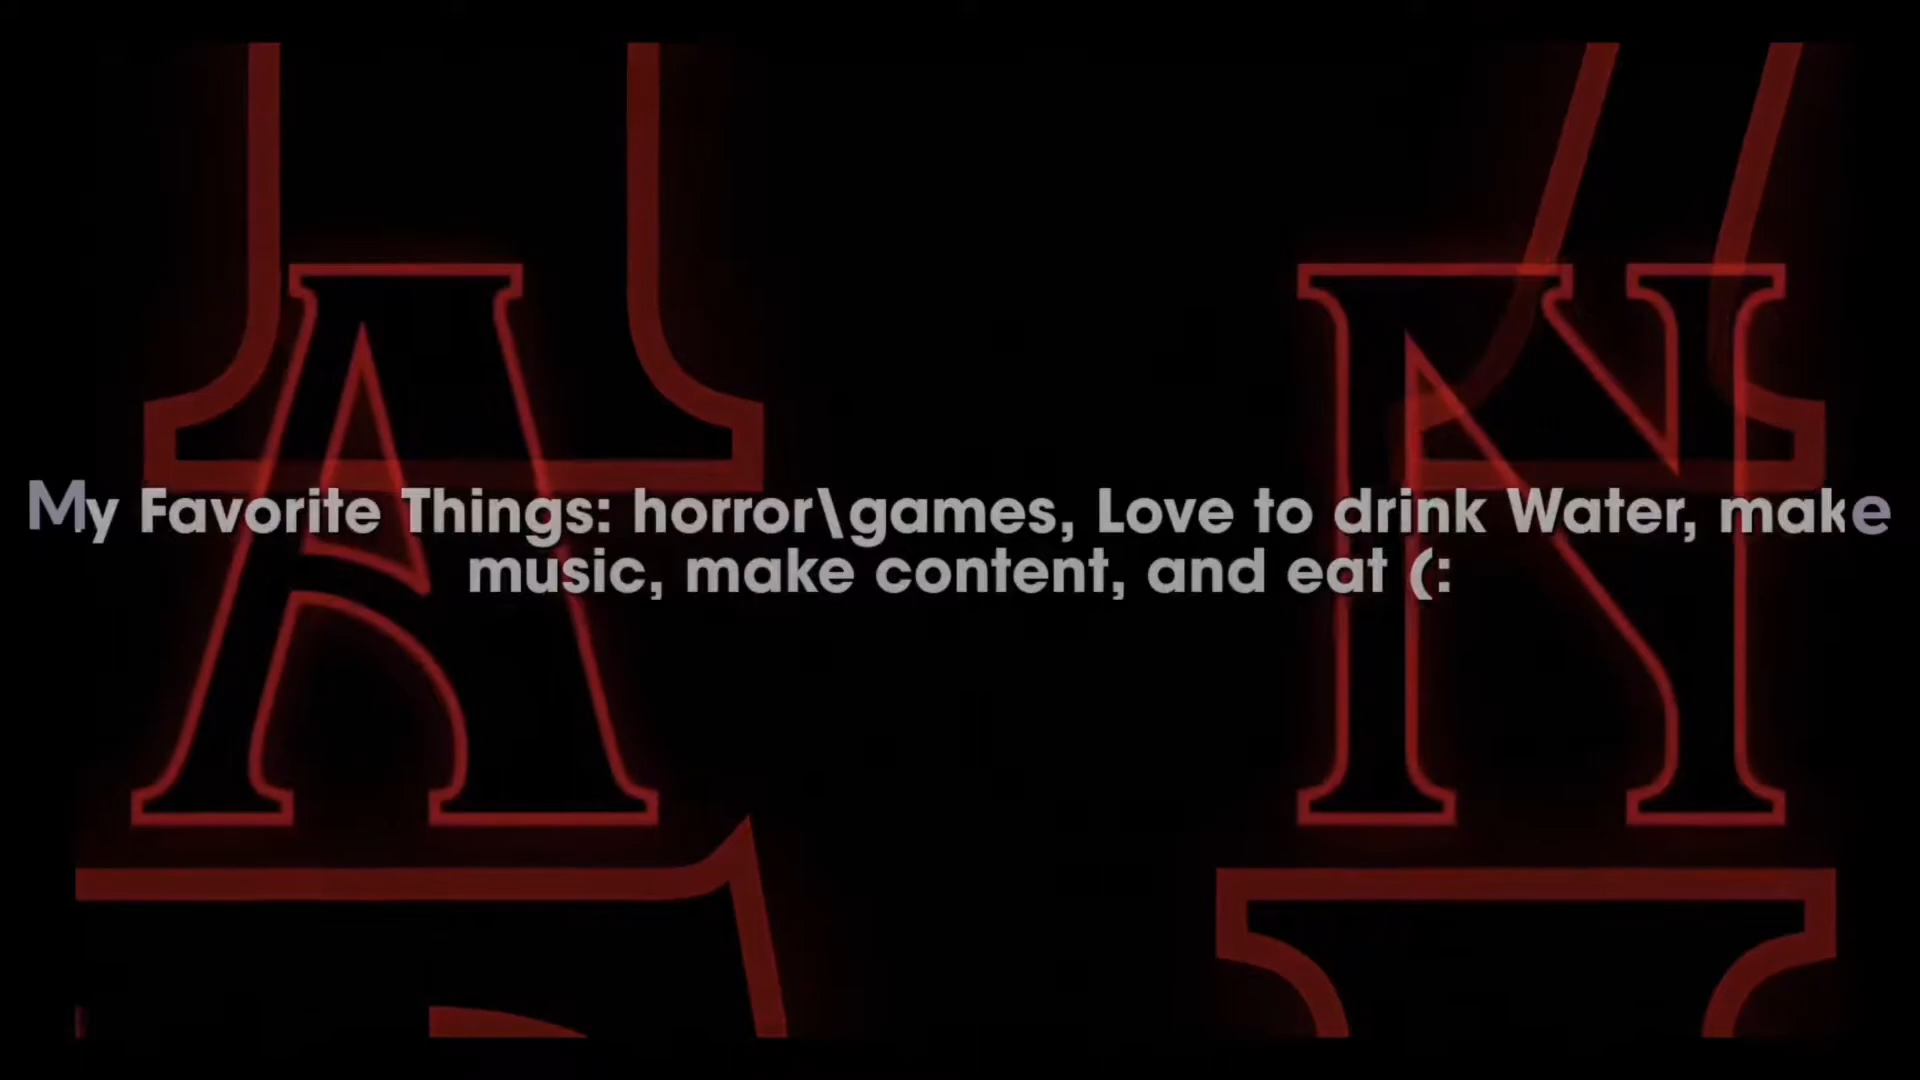 My Favorite Things: horror\games, Love to drink Water, make
music, make content, and eat (:
A N